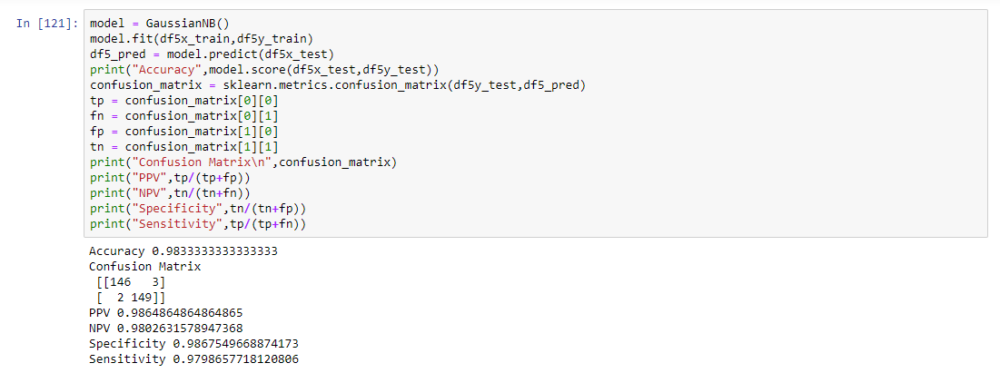 In [121]: model = GaussianNB()
model.fit(df5x_train,df5y_train)
df5_pred = model.predict(df5x_test)
print("Accuracy",model.score(df5x_test,df5y_test))
confusion_matrix = sklearn.metrics.confusion_matrix(df5y_test,df5_pred)
tp = confusion_matrix[0][0]
fn = confusion_matrix[0][1]
fp = confusion_matrix[1][0]
tn = confusion_matrix[1][1]
print("Confusion Matrix\n",confusion_matrix)
print("PPV",tp/(tp+fp))
print("NPV",tn/(tn+fn))
print("Specificity",tn/(tn+fp))
print("Sensitivity",tp/(tp+fn))
Accuracy 0.9833333333333333
Confusion Matrix
 [[146   3]
 [  2 149]]
PPV 0.9864864864864865
NPV 0.9802631578947368
Specificity 0.9867549668874173
Sensitivity 0.9798657718120806